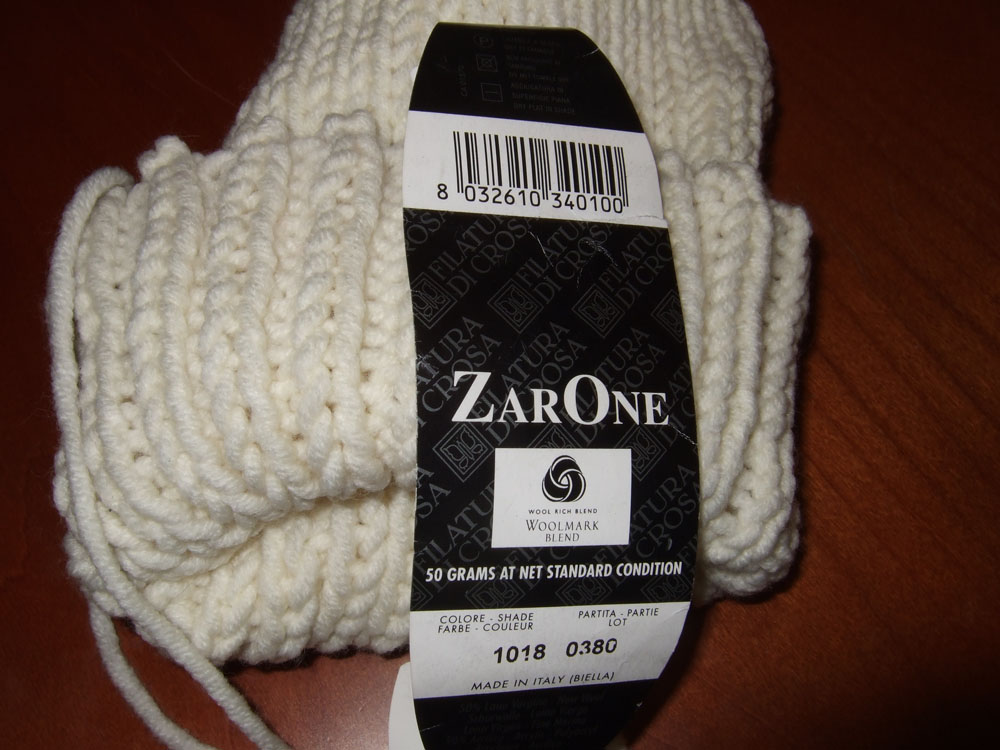 8 032610 340100
FILATURA
DI CROSA
ZARONE
WOOL RICH BLEND
WOOLMARK
BLEND
50 GRAMS AT NET STANDARD CONDITION
COLORE - SHADE
FARBE - COULEUR
PARTITA - PARTIE
LOT
1018 0380
MADE IN ITALY (BIELLA)